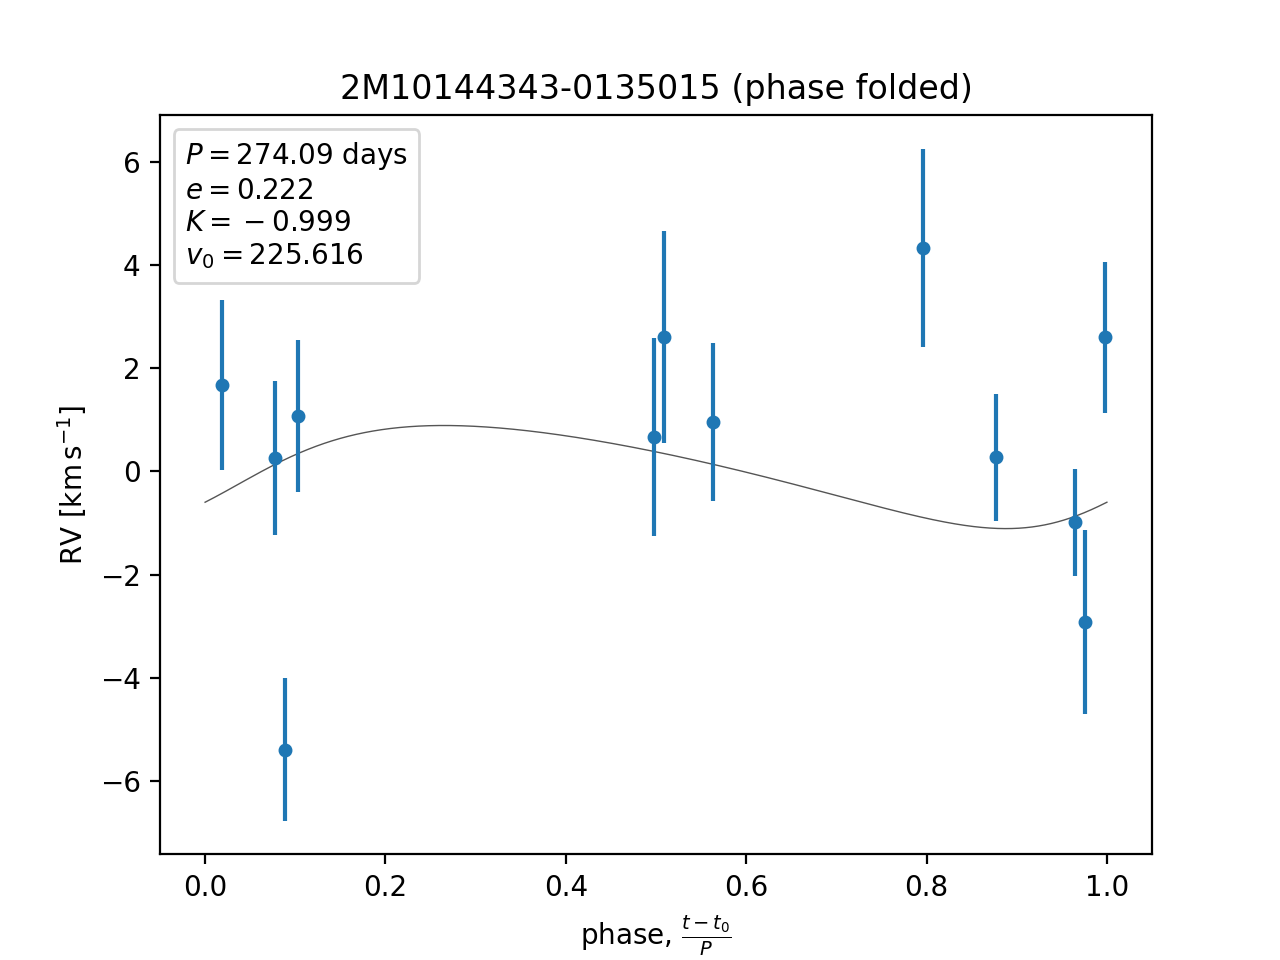 2M10144343-0135015 (phase folded)
P = 274.09 days
e = 0.222
K = −0.999
v₀ = 225.616
6
4
2
0
−2
−4
−6
RV [km s⁻¹]
0.0 0.2 0.4 0.6 0.8 1.0
phase, (t − t₀)/P